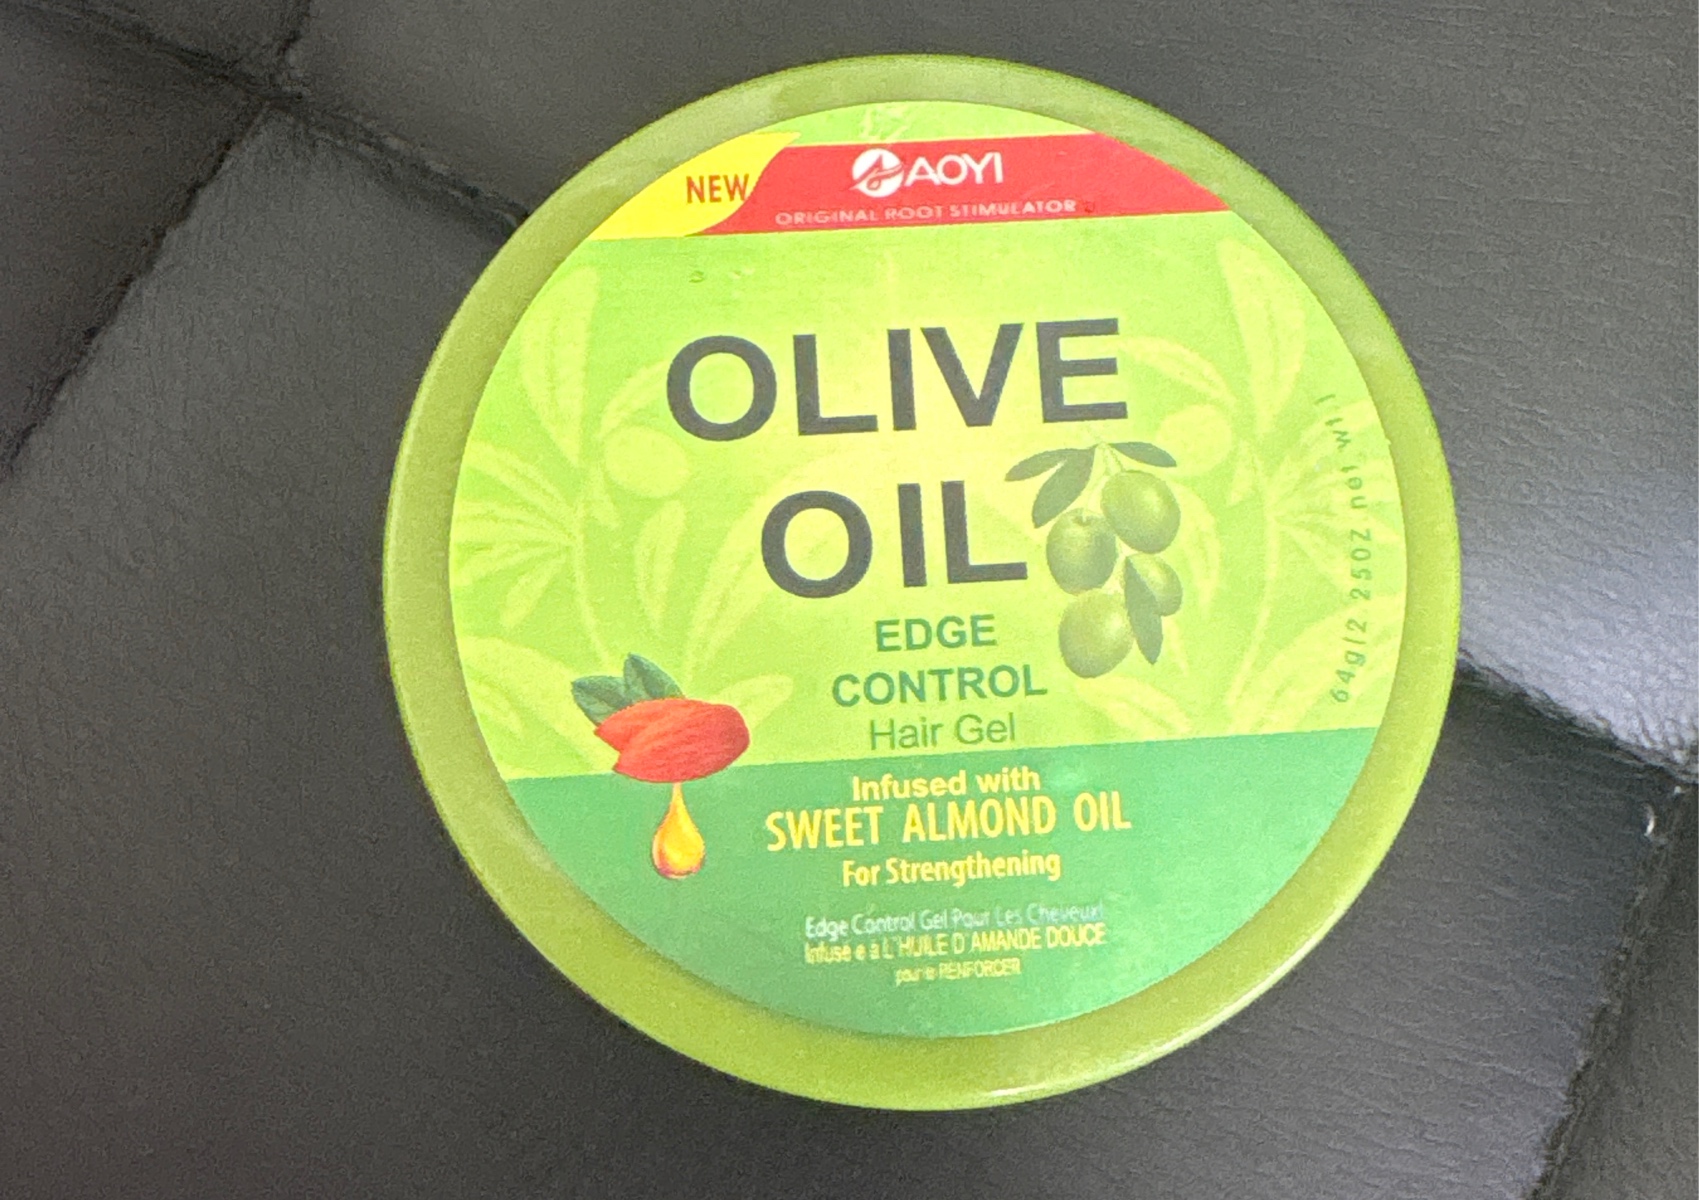 NEW
AOYI
ORIGINAL ROOT STIMULATOR
OLIVE
OIL
EDGE
CONTROL
Hair Gel
Infused with
SWEET ALMOND OIL
For Strengthening
Edge Control Gel Pour Les Cheveux
Infuse e a L'HUILE D AMANDE DOUCE
pour le RENFORCER
64g(2.25OZ net wt)